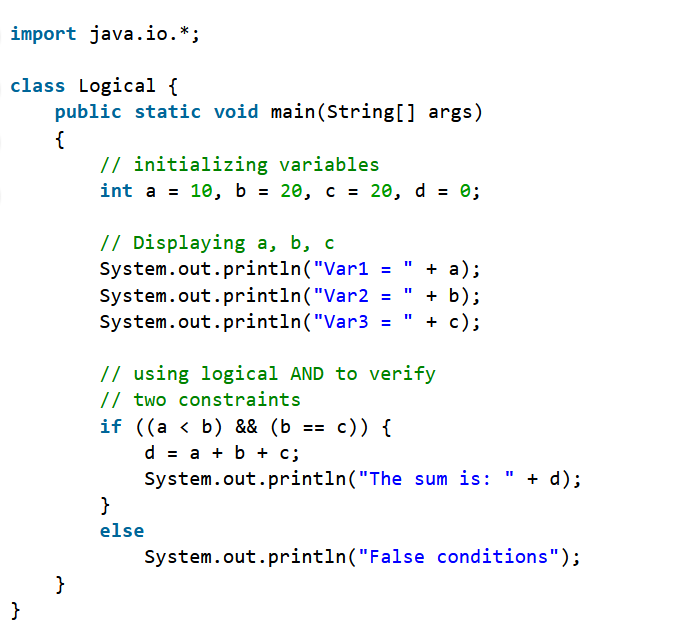 import java.io.*;

class Logical {
    public static void main(String[] args)
    {
        // initializing variables
        int a = 10, b = 20, c = 20, d = 0;

        // Displaying a, b, c
        System.out.println("Var1 = " + a);
        System.out.println("Var2 = " + b);
        System.out.println("Var3 = " + c);

        // using logical AND to verify
        // two constraints
        if ((a < b) && (b == c)) {
            d = a + b + c;
            System.out.println("The sum is: " + d);
        }
        else
            System.out.println("False conditions");
    }
}